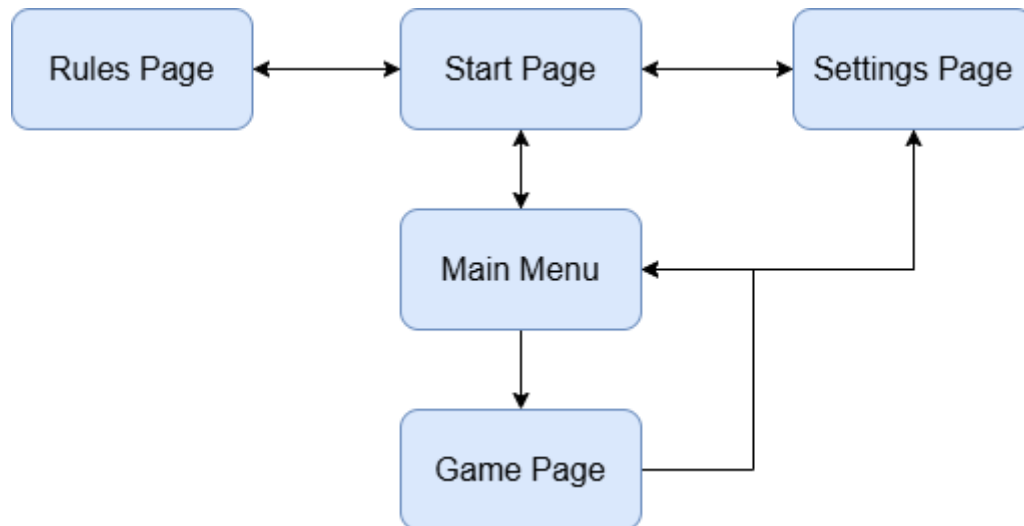 Rules Page
Start Page
Settings Page
Main Menu
Game Page